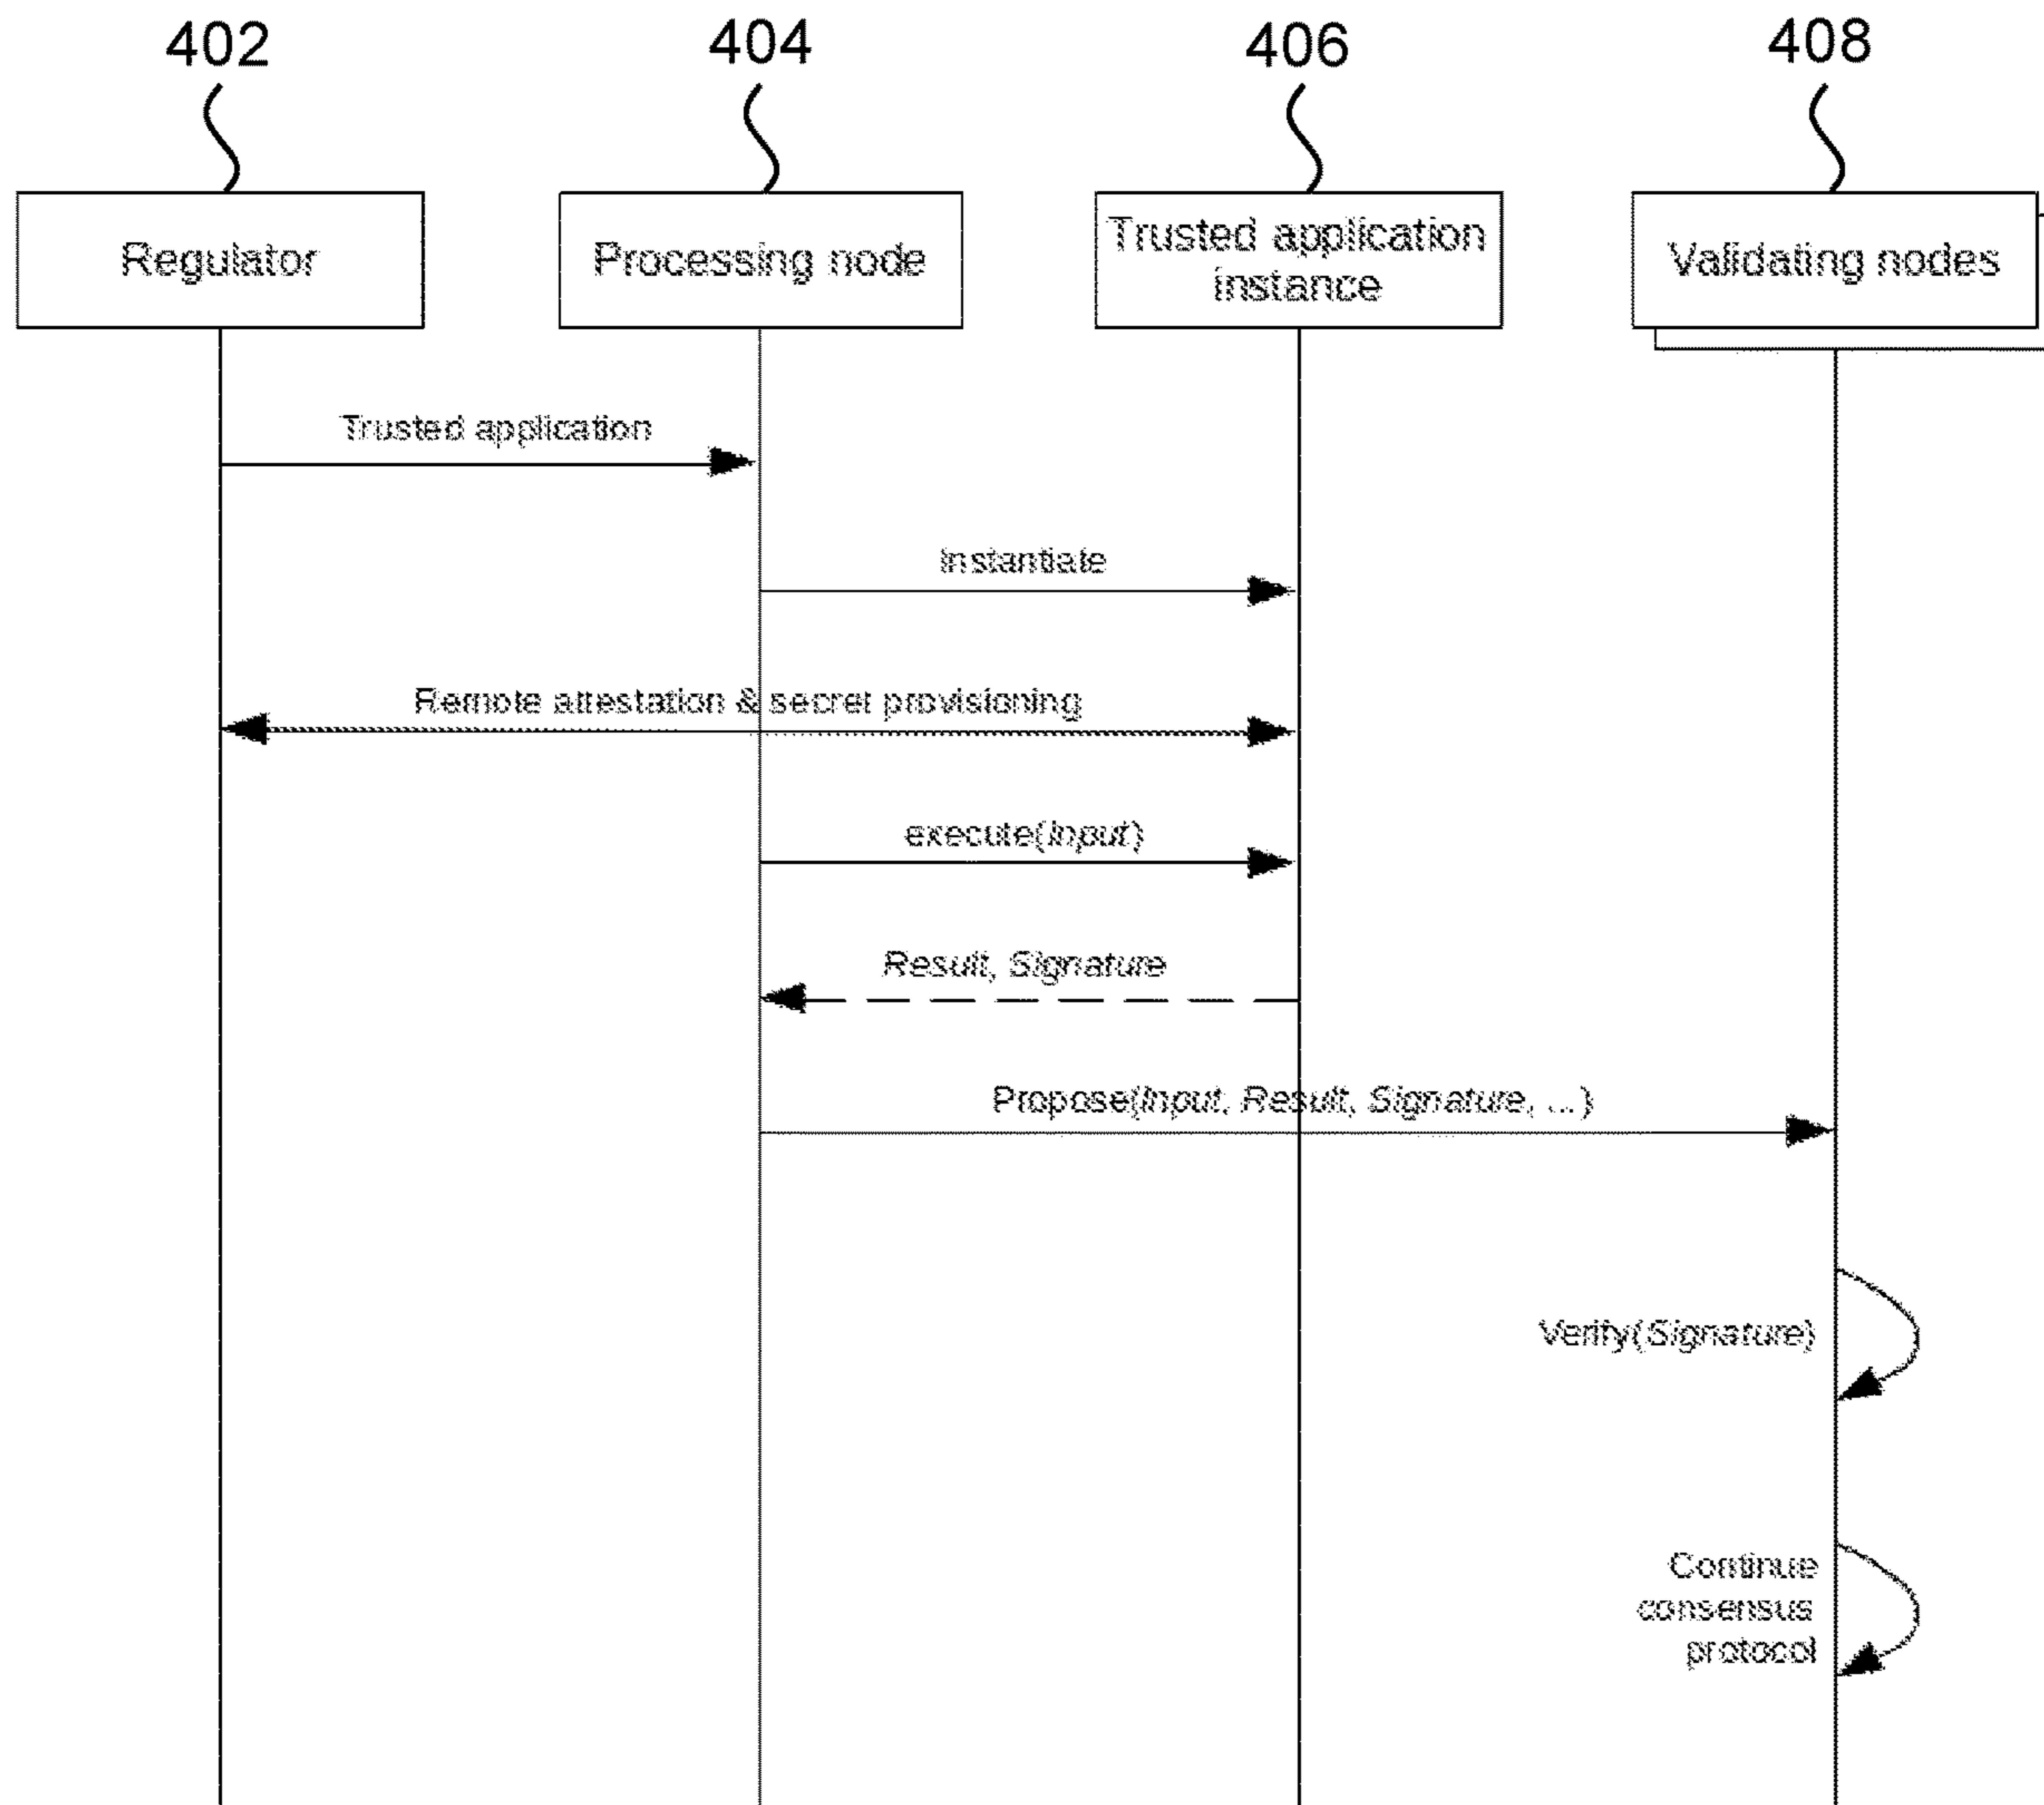 402
404
406
408
Regulator
Processing node
Trusted application
instance
Validating nodes
Trusted application
Instantiate
Remote attestation & secret provisioning
execute(Input)
Result, Signature
Propose(Input, Result, Signature, ...)
Verify(Signature)
Continue
consensus
protocol